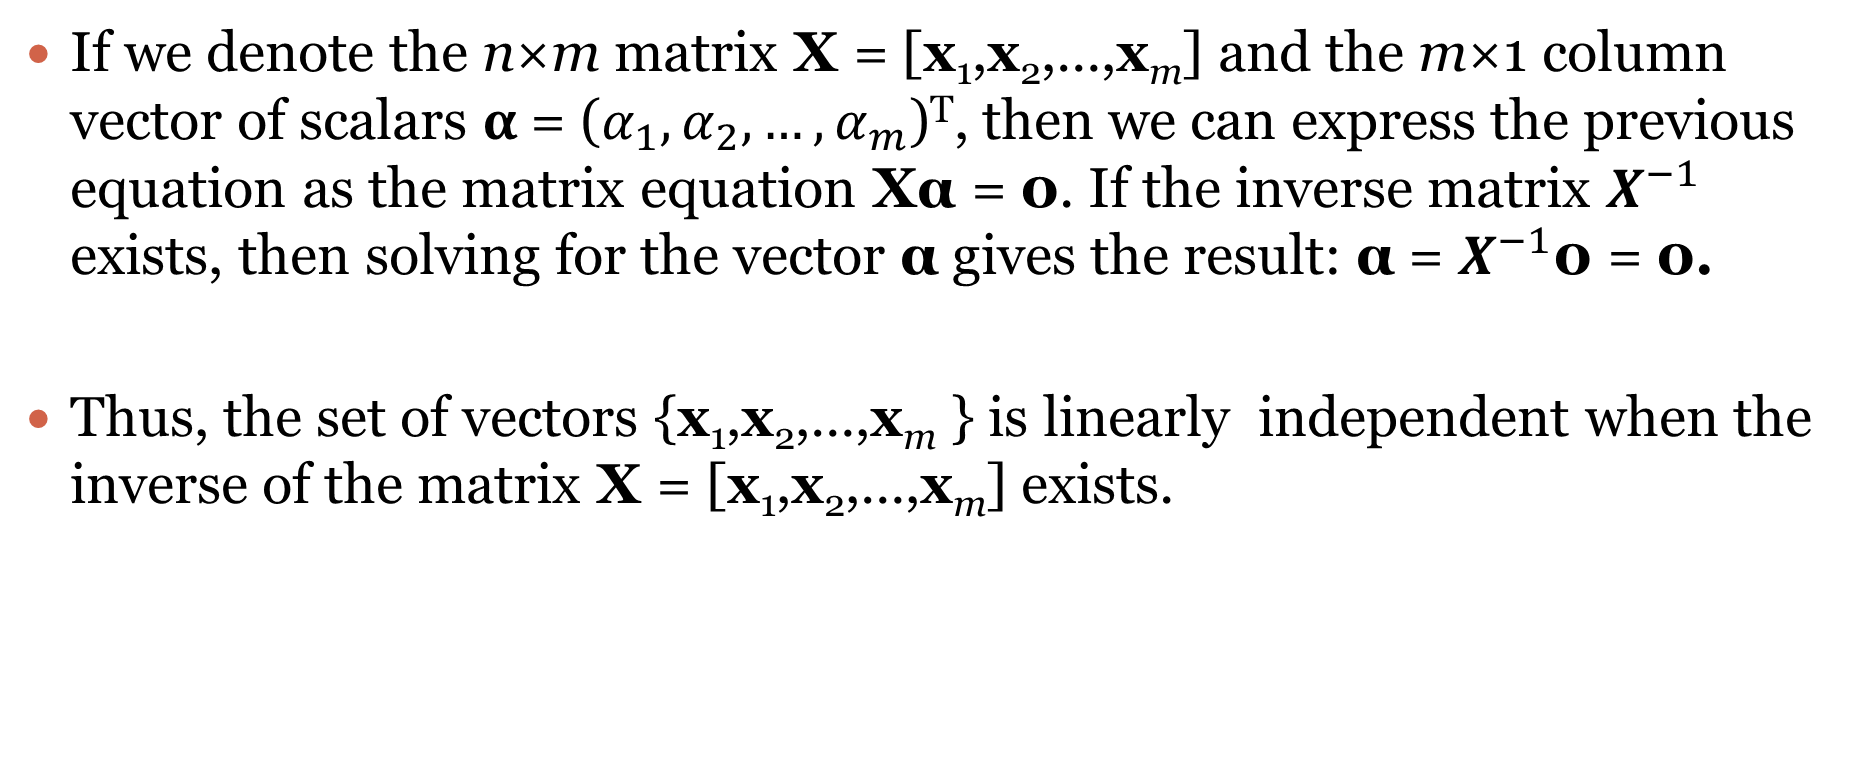 • If we denote the n×m matrix X = [x₁,x₂,...,xₘ] and the m×1 column
vector of scalars α = (α₁, α₂, … , αₘ)ᵀ, then we can express the previous
equation as the matrix equation Xα = 0. If the inverse matrix X⁻¹
exists, then solving for the vector α gives the result: α = X⁻¹0 = 0.
• Thus, the set of vectors {x₁,x₂,...,xₘ } is linearly  independent when the
inverse of the matrix X = [x₁,x₂,...,xₘ] exists.